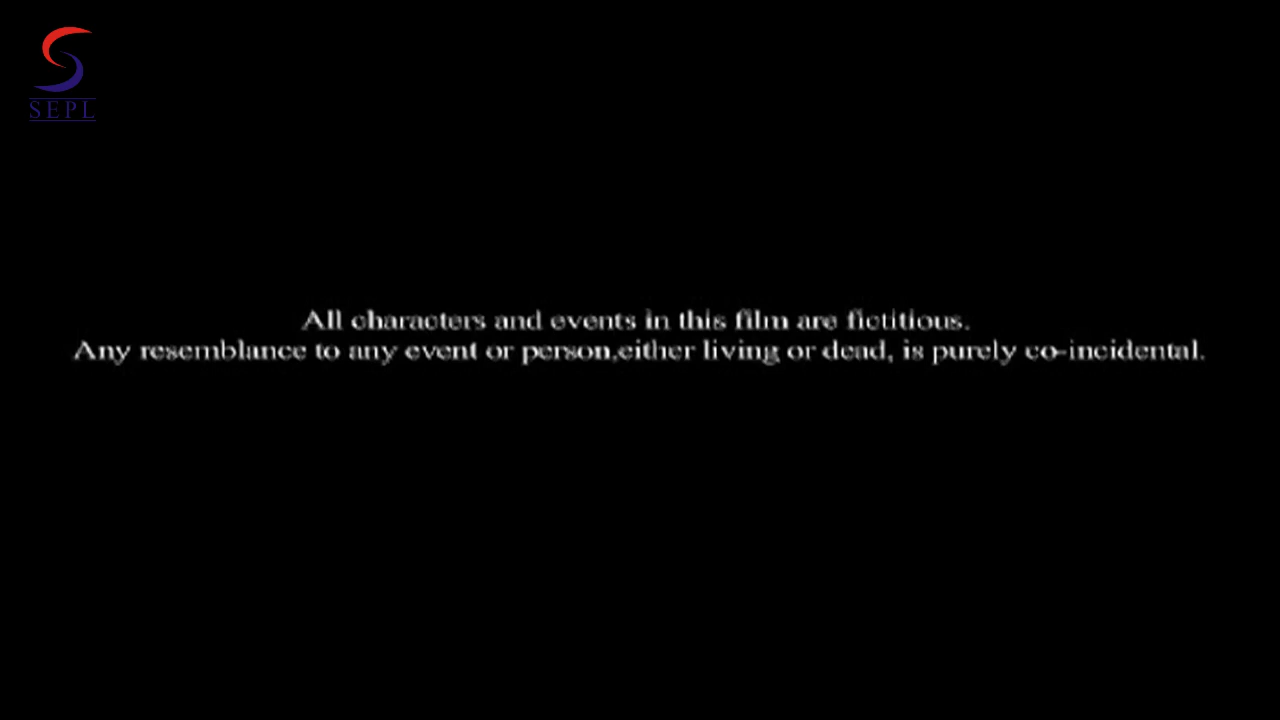 SEPL
All characters and events in this film are fictitious.
Any resemblance to any event or person,either living or dead, is purely co-incidental.